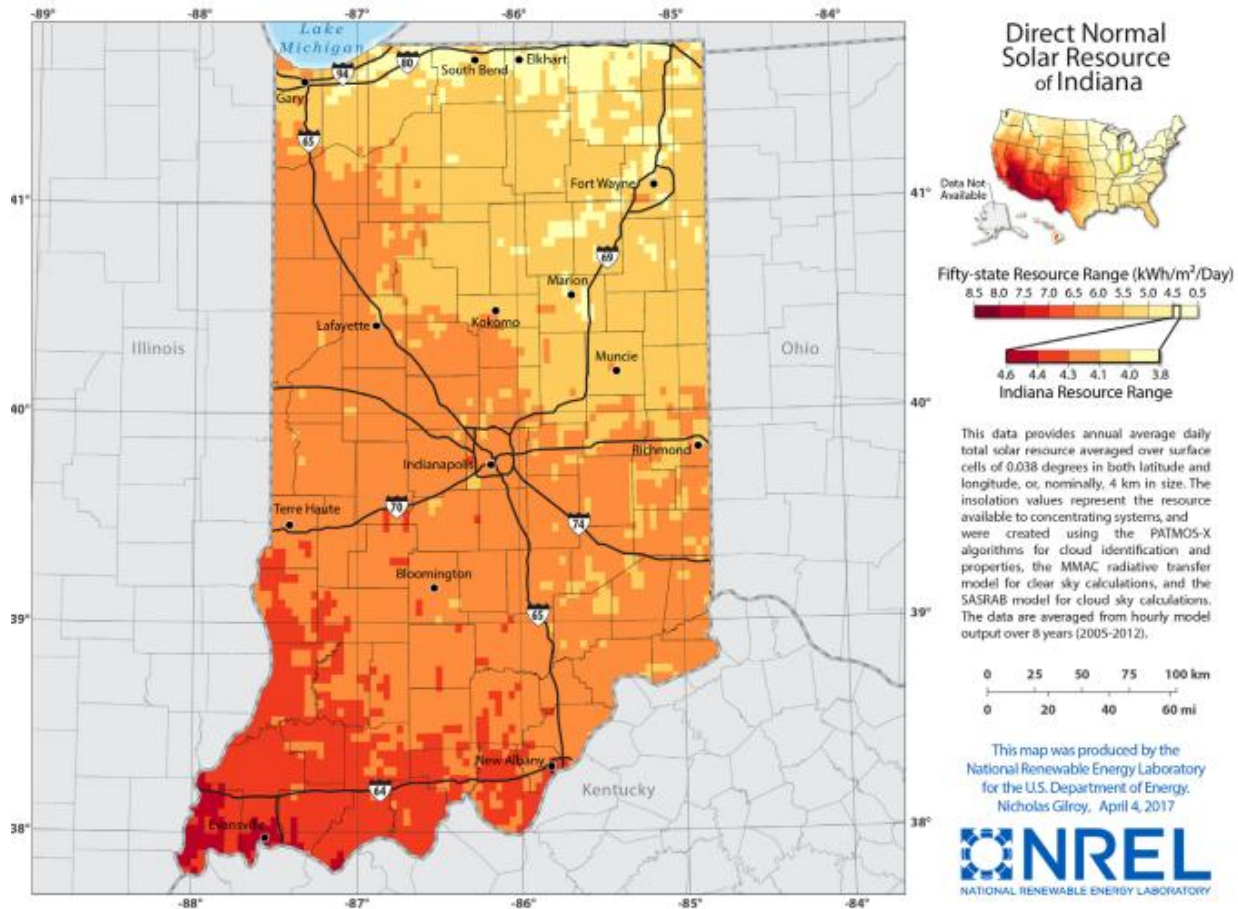 -89°
-88°
-87°
-86°
-85°
-84°
Lake
Michigan
94
80
South Bend
Elkhart
Gary
65
41°
Fort Wayne
41°
69
Marion
Lafayette
Kokomo
Illinois
Ohio
Muncie
40°
40°
Indianapolis
Richmond
70
Terre Haute
74
Bloomington
39°
65
39°
New Albany
64
Kentucky
38°
Evansville
38°
-89°
-88°
-87°
-86°
-85°
-84°
Direct Normal
Solar Resource
of Indiana
Data Not
Available
Fifty-state Resource Range (kWh/m²/Day)
8.5 8.0 7.5 7.0 6.5 6.0 5.5 5.0 4.5 0.5
4.6 4.4 4.3 4.1 4.0 3.8
Indiana Resource Range
This data provides annual average daily
total solar resource averaged over surface
cells of 0.038 degrees in both latitude and
longitude, or, nominally, 4 km in size. The
insolation values represent the resource
available to concentrating systems, and
were created using the PATMOS-X
algorithms for cloud identification and
properties, the MMAC radiative transfer
model for clear sky calculations, and the
SASRAB model for cloud sky calculations.
The data are averaged from hourly model
output over 8 years (2005-2012).
0 25 50 75 100 km
0 20 40 60 mi
This map was produced by the
National Renewable Energy Laboratory
for the U.S. Department of Energy.
Nicholas Gilroy, April 4, 2017
NREL
NATIONAL RENEWABLE ENERGY LABORATORY